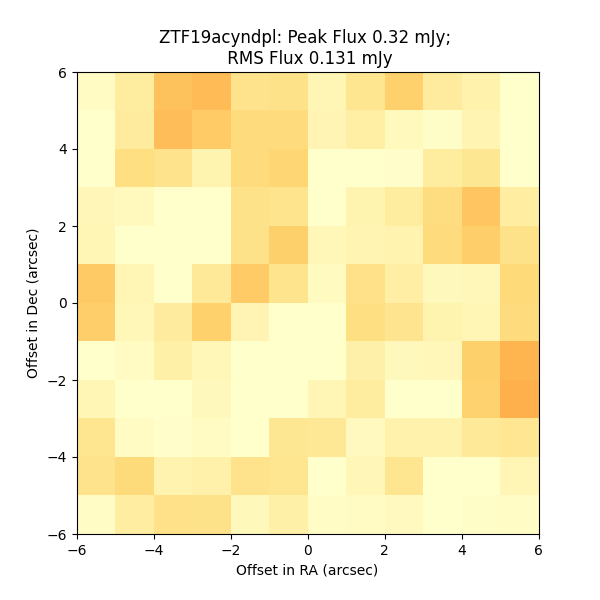 ZTF19acyndpl: Peak Flux 0.32 mJy;
RMS Flux 0.131 mJy
6
4
2
0
−2
−4
−6
Offset in Dec (arcsec)
−6 −4 −2 0 2 4 6
Offset in RA (arcsec)